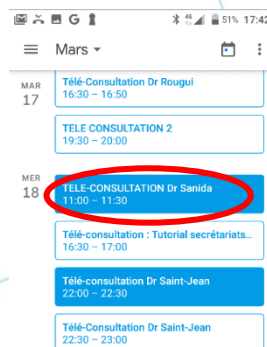 51% 17:42
Mars
MAR
17
Télé-Consultation Dr Rougui
16:30 – 16:50
TELE CONSULTATION 2
19:30 – 20:00
MER
18
TELE-CONSULTATION Dr Sanida
11:00 – 11:30
Télé-consultation : Tutorial secrétariats...
16:30 – 17:00
Télé-consultation Dr Saint-Jean
22:00 – 22:30
Télé-Consultation Dr Saint-Jean
22:30 – 23:00